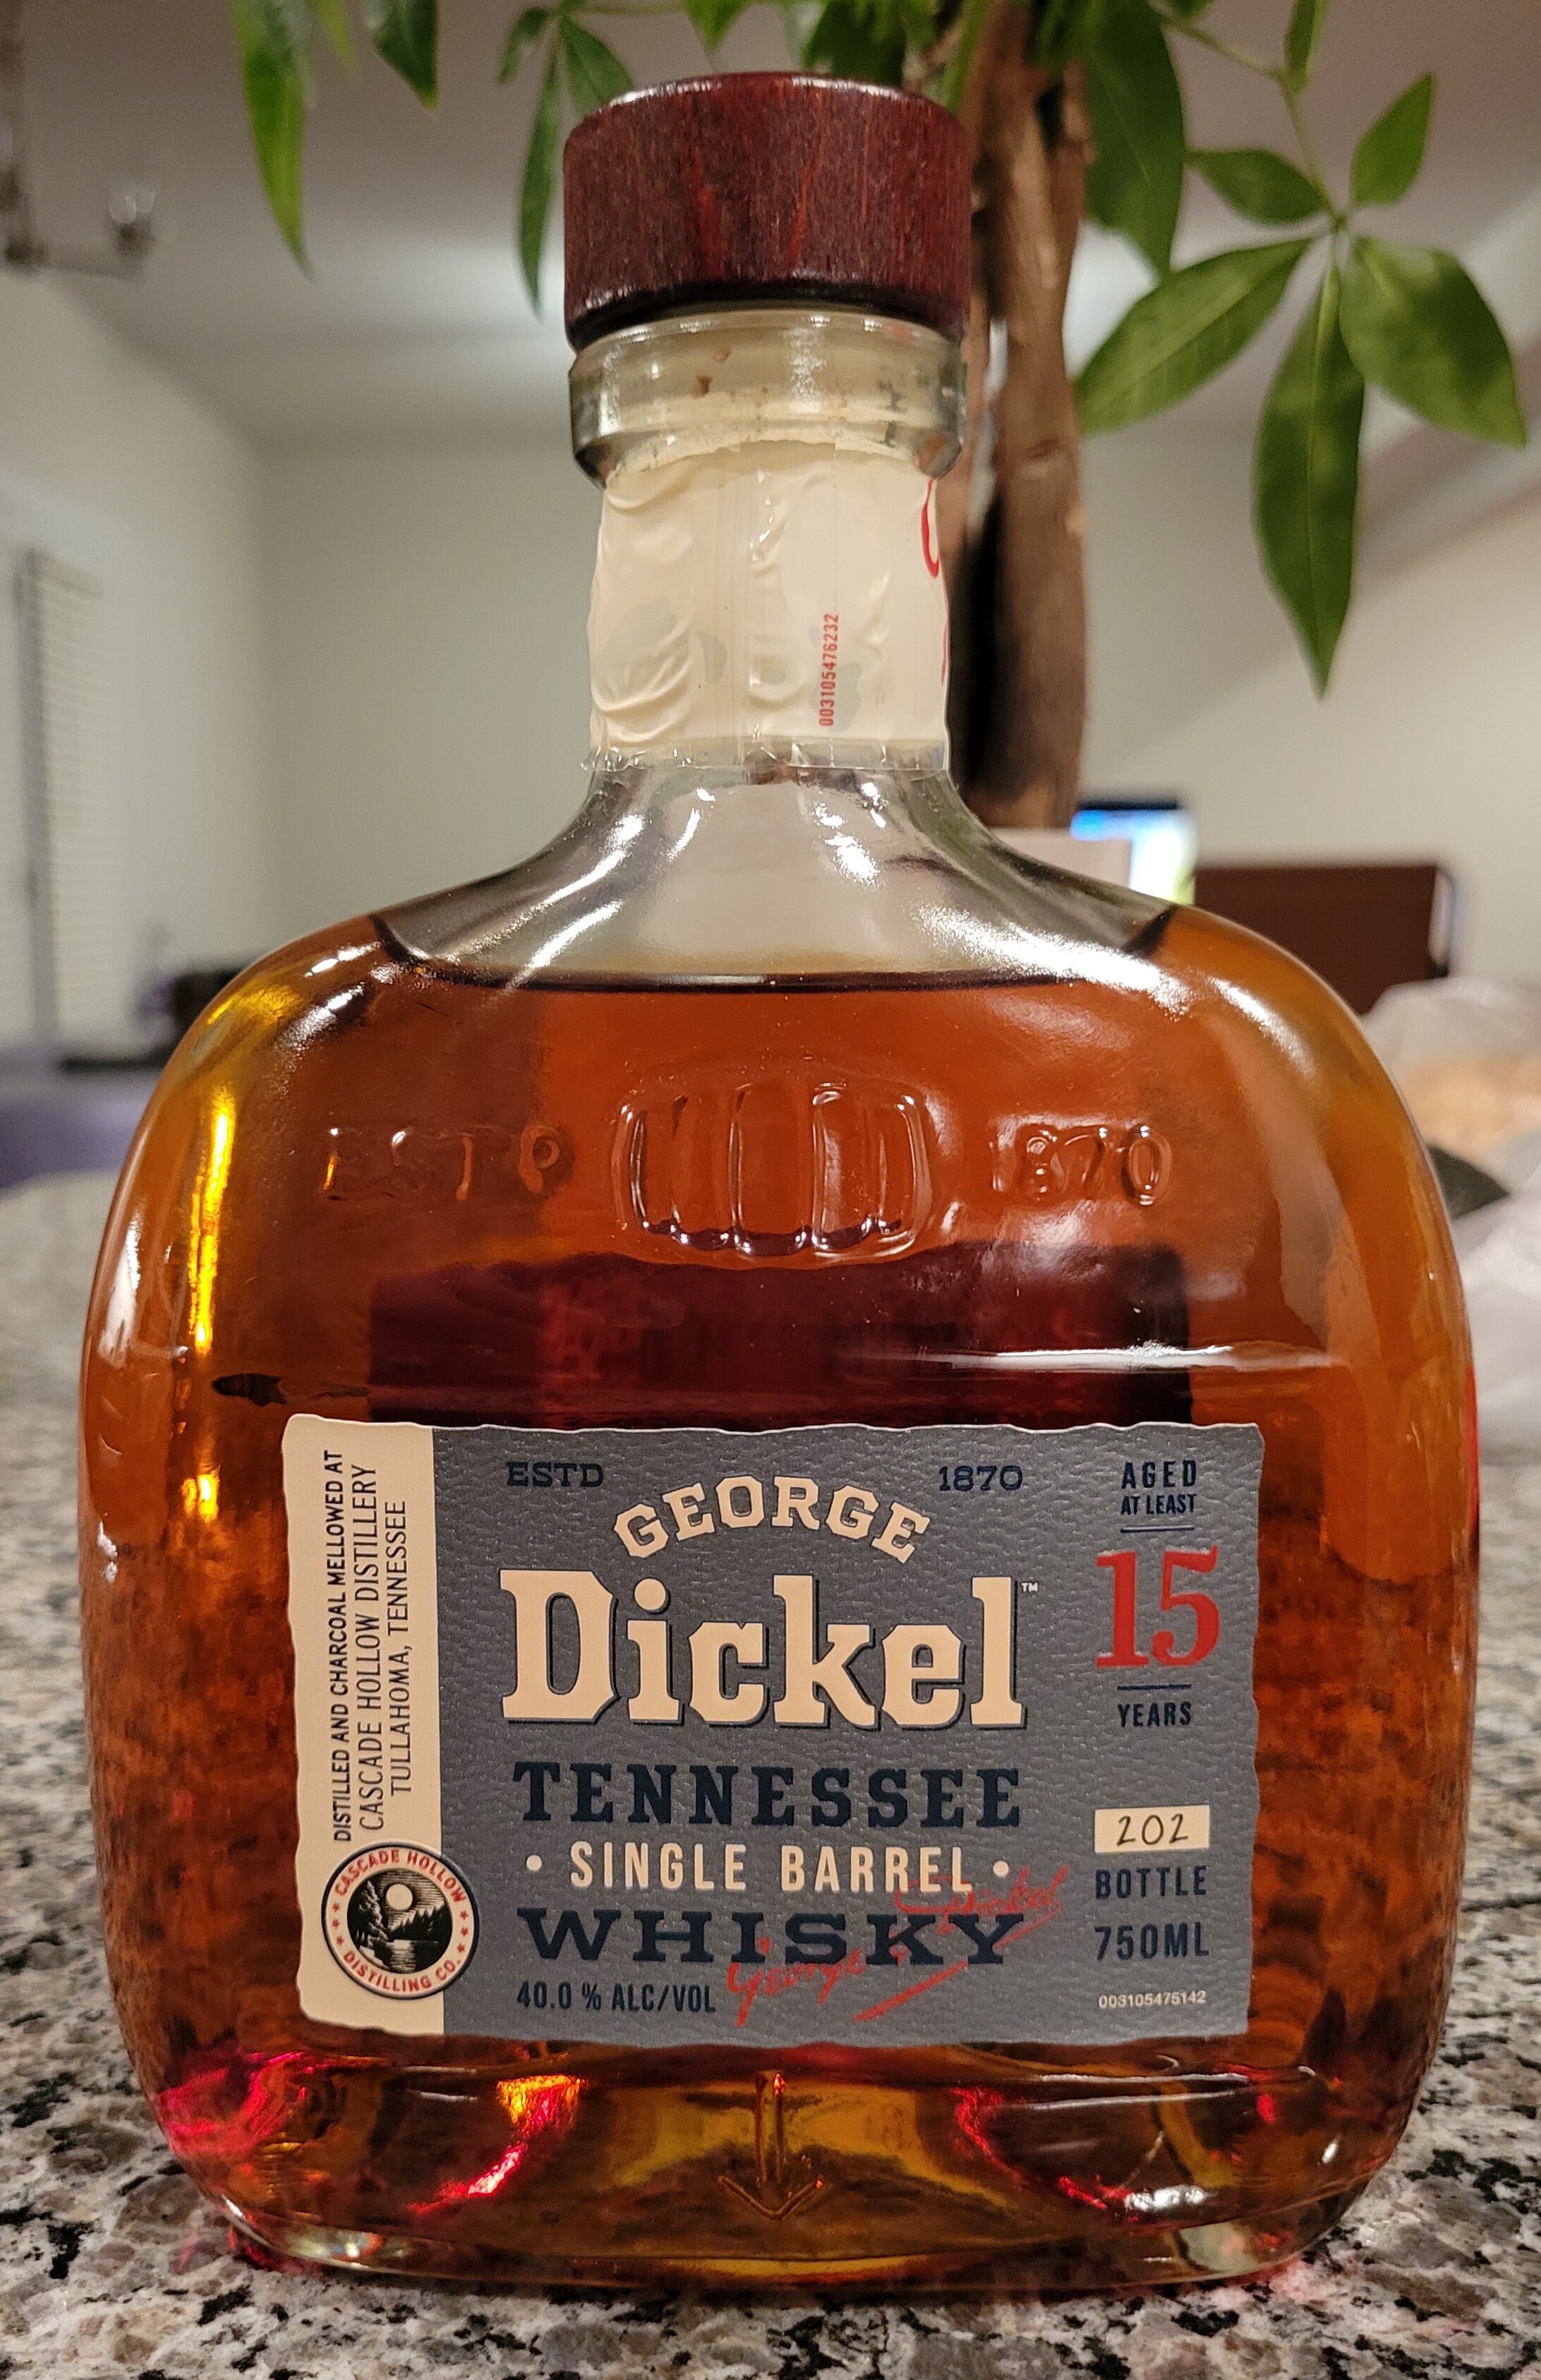 003105476232
ESTD 1870
DISTILLED AND CHARCOAL MELLOWED AT
CASCADE HOLLOW DISTILLERY
TULLAHOMA, TENNESSEE
CASCADE HOLLOW
DISTILLING CO.
ESTD 1870
GEORGE
Dickel™
TENNESSEE
• SINGLE BARREL •
WHISKY
George Dickel
40.0 % ALC/VOL
AGED
AT LEAST
15
YEARS
202
BOTTLE
750ML
003105475142